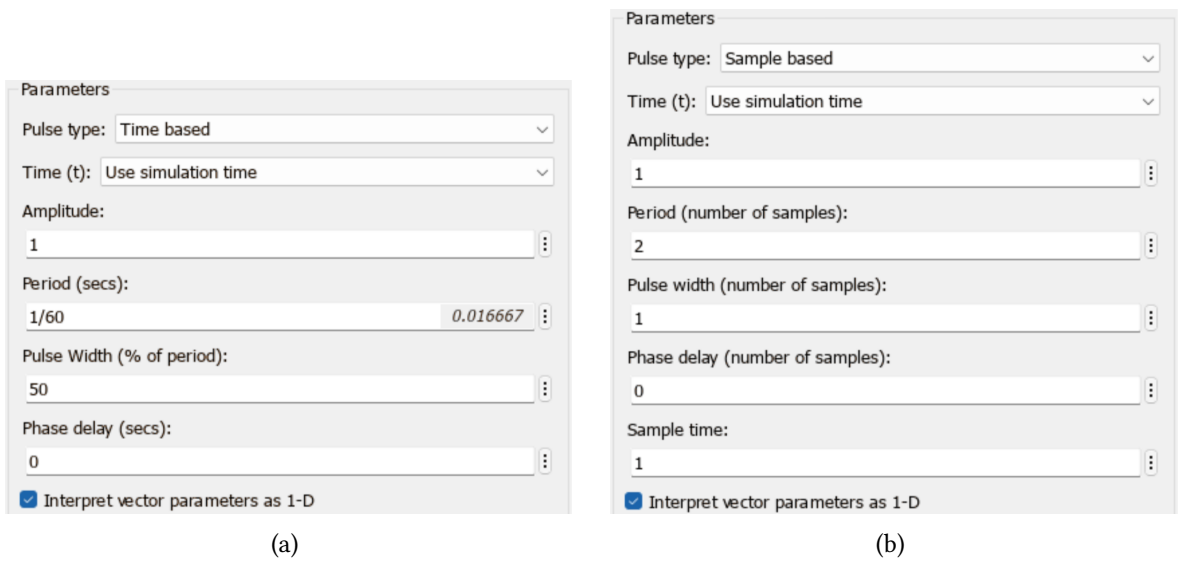 Parameters
Pulse type: Time based
Time (t): Use simulation time
Amplitude:
1
Period (secs):
1/60 0.016667
Pulse Width (% of period):
50
Phase delay (secs):
0
Interpret vector parameters as 1-D
(a)
Parameters
Pulse type: Sample based
Time (t): Use simulation time
Amplitude:
1
Period (number of samples):
2
Pulse width (number of samples):
1
Phase delay (number of samples):
0
Sample time:
1
Interpret vector parameters as 1-D
(b)